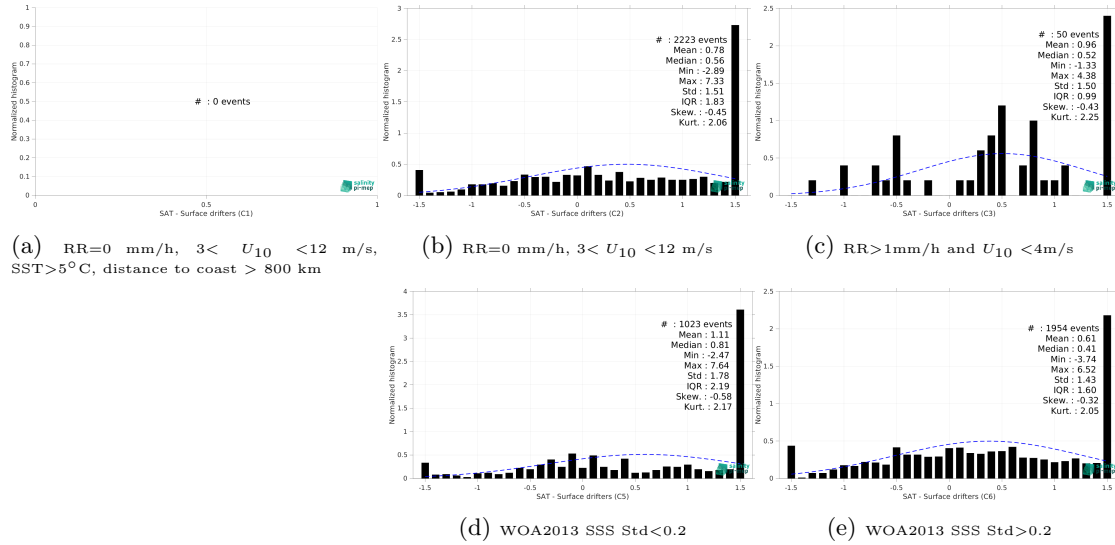 1
0.9
0.8
0.7
0.6
0.5
0.4
0.3
0.2
0.1
0
Normalized histogram
# : 0 events
0 0.5 1
SAT - Surface drifters (C1)
salinity
pi-mep
(a) RR=0 mm/h, 3< U10 <12 m/s,
SST>5°C, distance to coast > 800 km
3
2.5
2
1.5
1
0.5
0
Normalized histogram
# : 2223 events
Mean : 0.78
Median : 0.56
Min : -2.89
Max : 7.33
Std : 1.51
IQR : 1.83
Skew. : -0.45
Kurt. : 2.06
-1.5 -1 -0.5 0 0.5 1 1.5
SAT - Surface drifters (C2)
(b) RR=0 mm/h, 3< U10 <12 m/s
2.5
2
1.5
1
0.5
0
Normalized histogram
# : 50 events
Mean : 0.96
Median : 0.52
Min : -1.33
Max : 4.38
Std : 1.50
IQR : 0.99
Skew. : -0.43
Kurt. : 2.25
-1.5 -1 -0.5 0 0.5 1 1.5
SAT - Surface drifters (C3)
(c) RR>1mm/h and U10 <4m/s
4
3.5
3
2.5
2
1.5
1
0.5
0
Normalized histogram
# : 1023 events
Mean : 1.11
Median : 0.81
Min : -2.47
Max : 7.64
Std : 1.78
IQR : 2.19
Skew. : -0.58
Kurt. : 2.17
-1.5 -1 -0.5 0 0.5 1 1.5
SAT - Surface drifters (C5)
(d) WOA2013 SSS Std<0.2
2.5
2
1.5
1
0.5
0
Normalized histogram
# : 1954 events
Mean : 0.61
Median : 0.41
Min : -3.74
Max : 6.52
Std : 1.43
IQR : 1.60
Skew. : -0.32
Kurt. : 2.05
-1.5 -1 -0.5 0 0.5 1 1.5
SAT - Surface drifters (C6)
(e) WOA2013 SSS Std>0.2